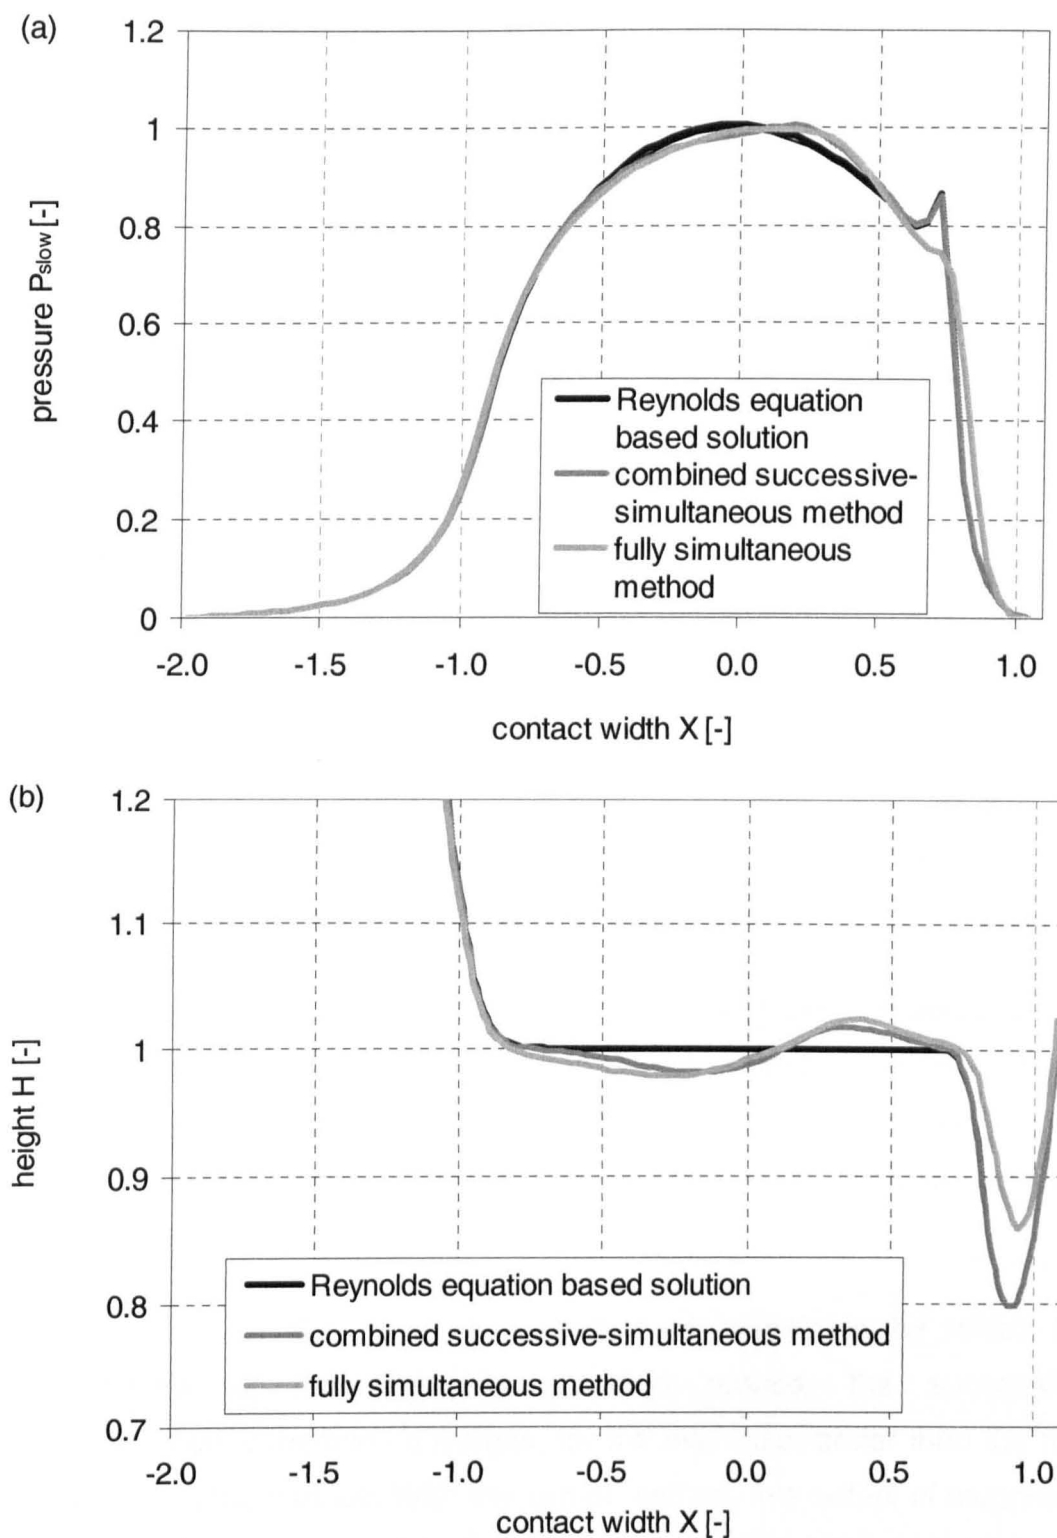 (a)
1.2
1
0.8
0.6
0.4
0.2
0
pressure Pslow [-]
Reynolds equation
based solution
combined successive-
simultaneous method
fully simultaneous
method
-2.0 -1.5 -1.0 -0.5 0.0 0.5 1.0
contact width X [-]
(b)
1.2
1.1
1
0.9
0.8
0.7
height H [-]
Reynolds equation based solution
combined successive-simultaneous method
fully simultaneous method
-2.0 -1.5 -1.0 -0.5 0.0 0.5 1.0
contact width X [-]